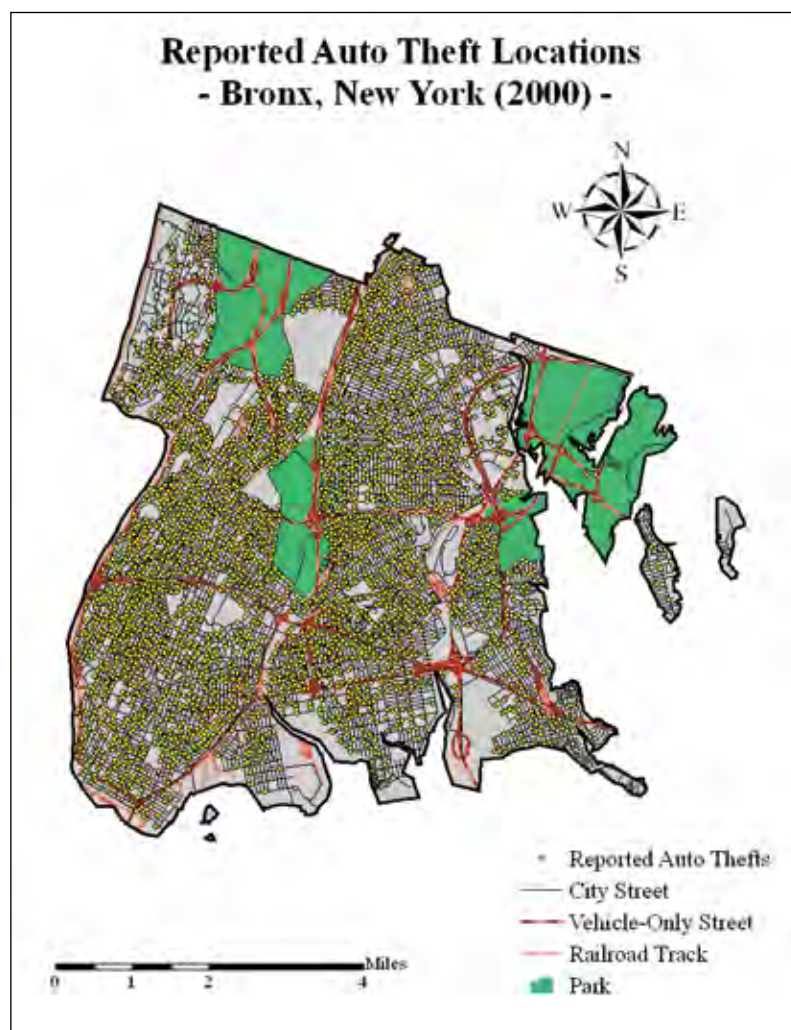 Reported Auto Theft Locations
- Bronx, New York (2000) -
N
W E
S
Reported Auto Thefts
City Street
Vehicle-Only Street
Railroad Track
Park
Miles
0 1 2 4